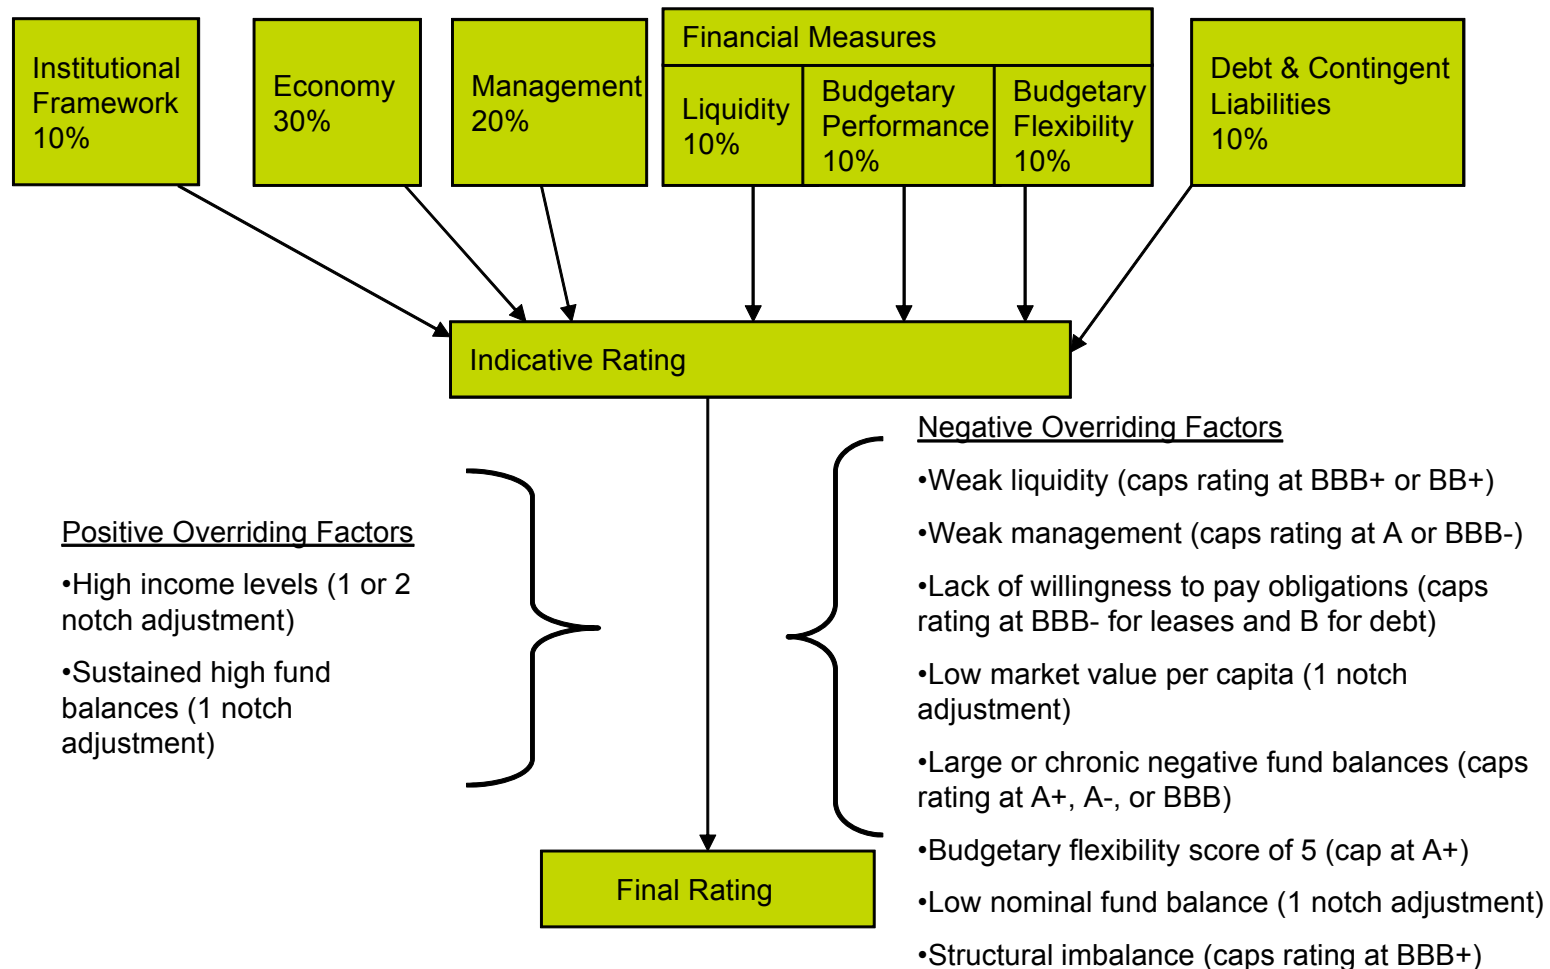 Institutional
Framework
10%
Economy
30%
Management
20%
Financial Measures
Liquidity
10%
Budgetary
Performance
10%
Budgetary
Flexibility
10%
Debt & Contingent
Liabilities
10%
Indicative Rating
Positive Overriding Factors
•High income levels (1 or 2
notch adjustment)
•Sustained high fund
balances (1 notch
adjustment)
Negative Overriding Factors
•Weak liquidity (caps rating at BBB+ or BB+)
•Weak management (caps rating at A or BBB-)
•Lack of willingness to pay obligations (caps
rating at BBB- for leases and B for debt)
•Low market value per capita (1 notch
adjustment)
•Large or chronic negative fund balances (caps
rating at A+, A-, or BBB)
•Budgetary flexibility score of 5 (cap at A+)
•Low nominal fund balance (1 notch adjustment)
•Structural imbalance (caps rating at BBB+)
Final Rating